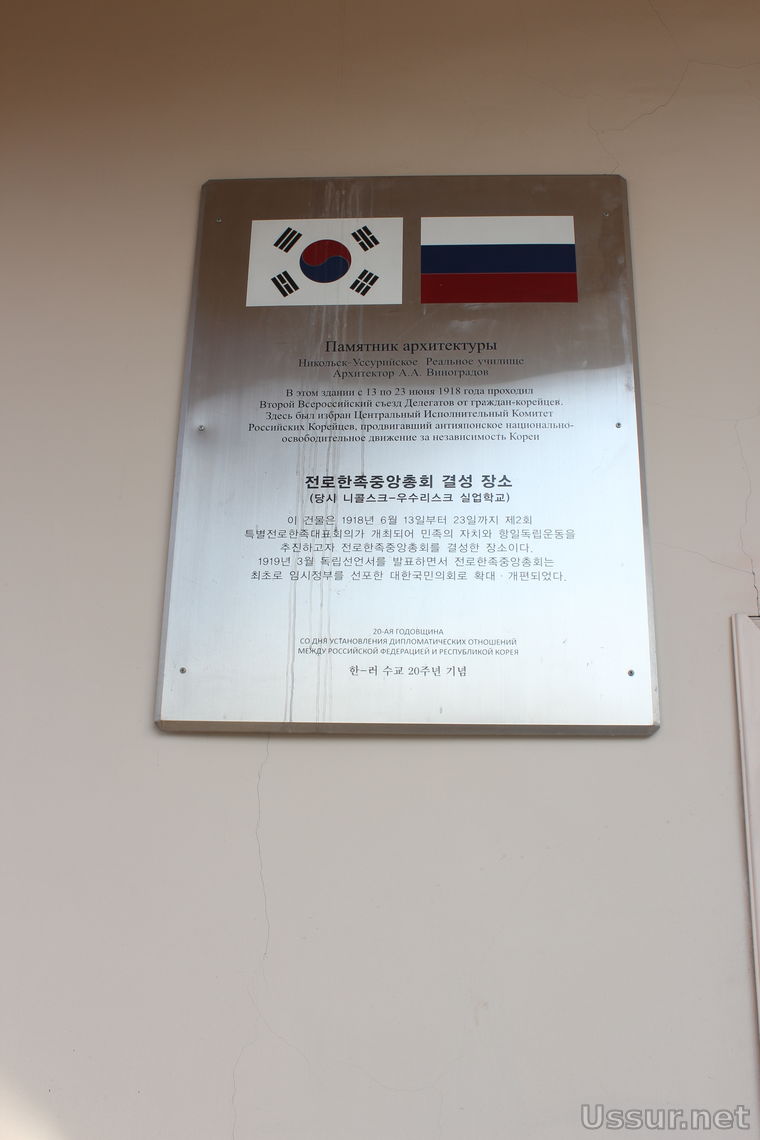 Памятник архитектуры
Никольск-Уссурийское Реальное училище
Архитектор А.А. Виноградов
В этом здании с 13 по 23 июня 1918 года проходил
Второй Всероссийский съезд Делегатов от граждан-корейцев.
Здесь был избран Центральный Исполнительный Комитет
Российских Корейцев, продвигавший антияпонское национально-
освободительное движение за независимость Кореи
전로한족중앙총회 결성 장소
(당시 니콜스크-우수리스크 실업학교)
이 건물은 1918년 6월 13일부터 23일까지 제2회
특별전로한족대표회의가 개최되어 민족의 자치와 항일독립운동을
추진하고자 전로한족중앙총회를 결성한 장소이다.
1919년 3월 독립선언서를 발표하면서 전로한족중앙총회는
최초로 임시정부를 선포한 대한국민의회로 확대·개편되었다.
20-АЯ ГОДОВЩИНА
СО ДНЯ УСТАНОВЛЕНИЯ ДИПЛОМАТИЧЕСКИХ ОТНОШЕНИЙ
МЕЖДУ РОССИЙСКОЙ ФЕДЕРАЦИЕЙ И РЕСПУБЛИКОЙ КОРЕЯ
한-러 수교 20주년 기념
Ussur.net